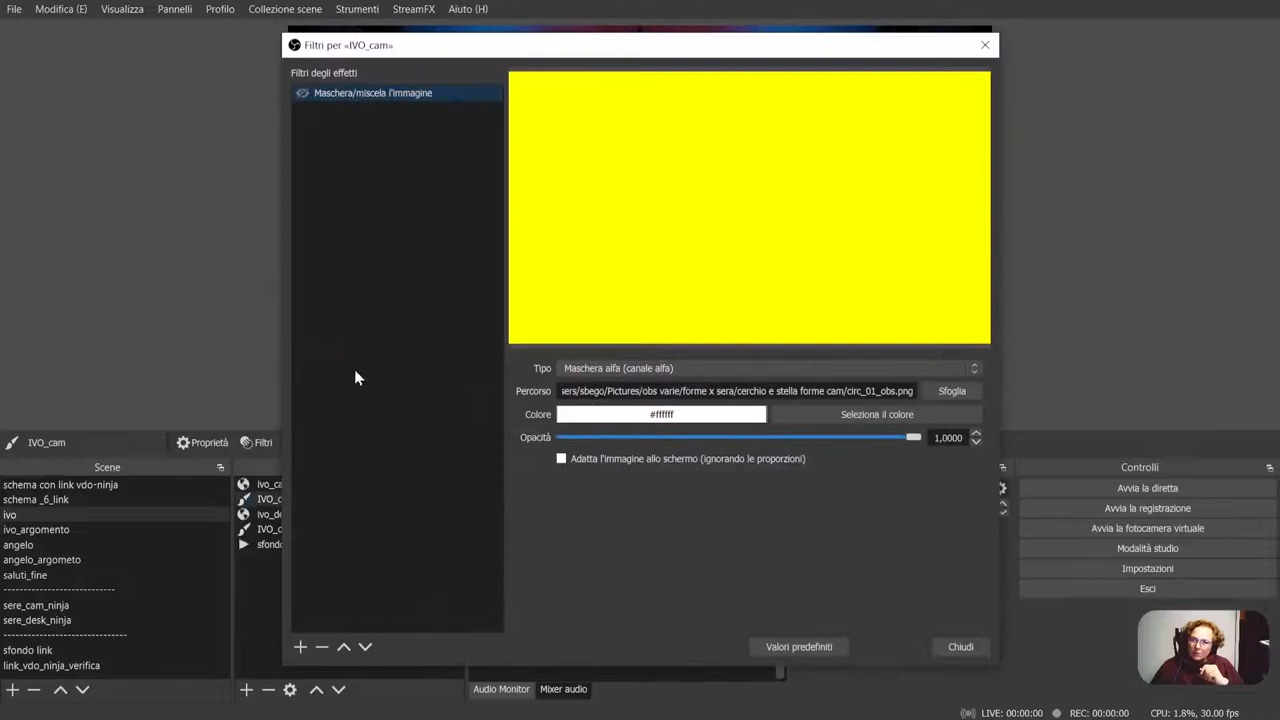 File Modifica (E) Visualizza Pannelli Profilo Collezione scene Strumenti StreamFX Aiuto (H)
Filtri per «IVO_cam»
Filtri degli effetti
Maschera/miscela l'immagine
Tipo Maschera alfa (canale alfa)
Percorso sers/sbego/Pictures/obs varie/forme x sera/cerchio e stella forme cam/circ_01_obs.png Sfoglia
Colore #ffffff Seleziona il colore
Opacità 1,0000
Adatta l'immagine allo schermo (ignorando le proporzioni)
Valori predefiniti Chiudi
IVO_cam Proprietà Filtri
Scene
schema con link vdo-ninja
schema _6_link
ivo
ivo_argomento
angelo
angelo_argometo
saluti_fine
----------------------------
sere_cam_ninja
sere_desk_ninja
-------------------------------
sfondo link
link_vdo_ninja_verifica
ivo_ca
IVO_c
ivo_de
IVO_d
sfondo
Audio Monitor Mixer audio
Controlli
Avvia la diretta
Avvia la registrazione
Avvia la fotocamera virtuale
Modalità studio
Impostazioni
Esci
LIVE: 00:00:00 REC: 00:00:00 CPU: 1.8%, 30.00 fps